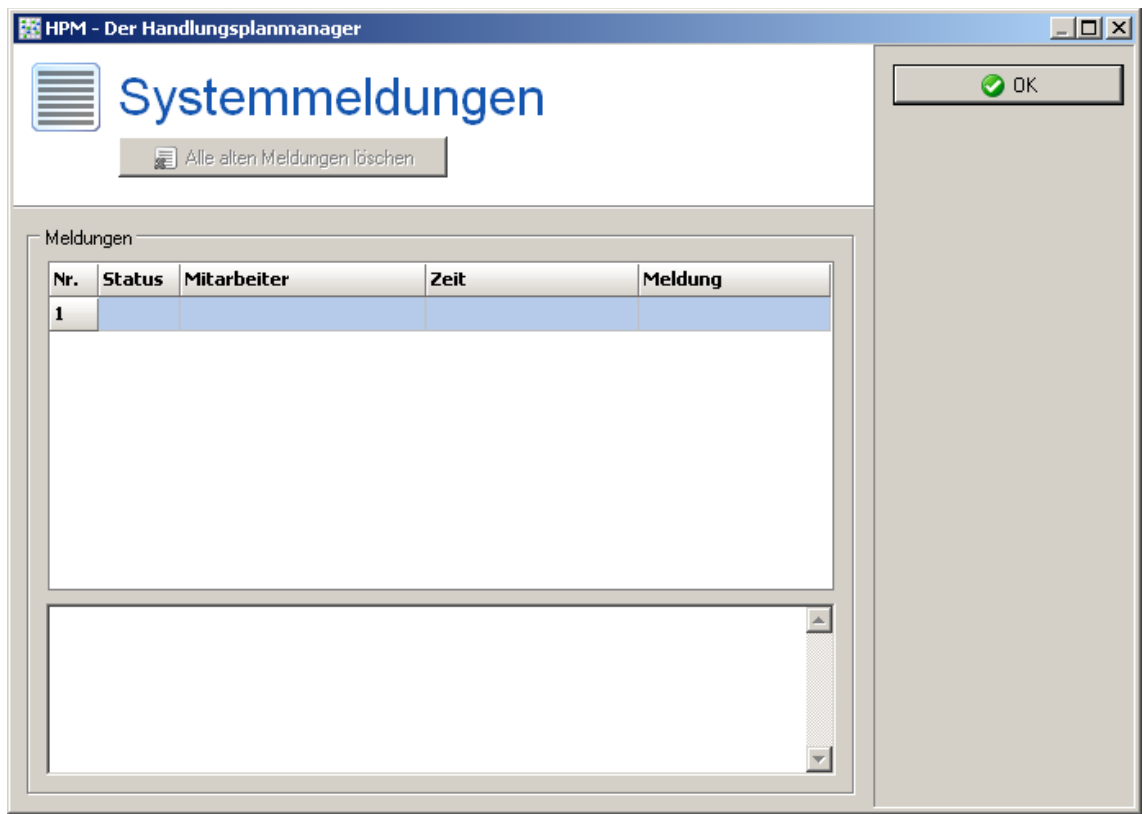 HPM - Der Handlungsplanmanager
Systemmeldungen
OK
Alle alten Meldungen löschen
Meldungen
Nr. Status Mitarbeiter Zeit Meldung
1